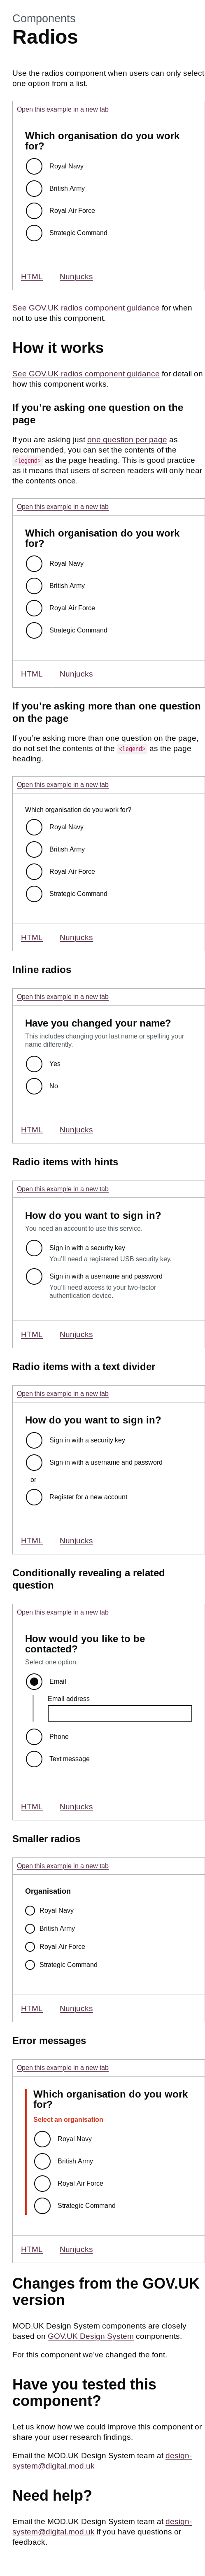 Components
Radios
Use the radios component when users can only select
one option from a list.
Open this example in a new tab
Which organisation do you work
for?
Royal Navy
British Army
Royal Air Force
Strategic Command
HTML Nunjucks
See GOV.UK radios component guidance for when
not to use this component.
How it works
See GOV.UK radios component guidance for detail on
how this component works.
If you’re asking one question on the
page
If you’re asking just one question per page as
recommended, you can set the contents of the
<legend> as the page heading. This is good practice
as it means that users of screen readers will only hear
the contents once.
Open this example in a new tab
Which organisation do you work
for?
Royal Navy
British Army
Royal Air Force
Strategic Command
HTML Nunjucks
If you’re asking more than one question
on the page
If you’re asking more than one question on the page,
do not set the contents of the <legend> as the page
heading.
Open this example in a new tab
Which organisation do you work for?
Royal Navy
British Army
Royal Air Force
Strategic Command
HTML Nunjucks
Inline radios
Open this example in a new tab
Have you changed your name?
This includes changing your last name or spelling your
name differently.
Yes
No
HTML Nunjucks
Radio items with hints
Open this example in a new tab
How do you want to sign in?
You need an account to use this service.
Sign in with a security key
You’ll need a registered USB security key.
Sign in with a username and password
You’ll need access to your two-factor
authentication device.
HTML Nunjucks
Radio items with a text divider
Open this example in a new tab
How do you want to sign in?
Sign in with a security key
Sign in with a username and password
or
Register for a new account
HTML Nunjucks
Conditionally revealing a related
question
Open this example in a new tab
How would you like to be
contacted?
Select one option.
Email
Email address
Phone
Text message
HTML Nunjucks
Smaller radios
Open this example in a new tab
Organisation
Royal Navy
British Army
Royal Air Force
Strategic Command
HTML Nunjucks
Error messages
Open this example in a new tab
Which organisation do you work
for?
Select an organisation
Royal Navy
British Army
Royal Air Force
Strategic Command
HTML Nunjucks
Changes from the GOV.UK
version
MOD.UK Design System components are closely
based on GOV.UK Design System components.
For this component we’ve changed the font.
Have you tested this
component?
Let us know how we could improve this component or
share your user research findings.
Email the MOD.UK Design System team at design-
system@digital.mod.uk
Need help?
Email the MOD.UK Design System team at design-
system@digital.mod.uk if you have questions or
feedback.